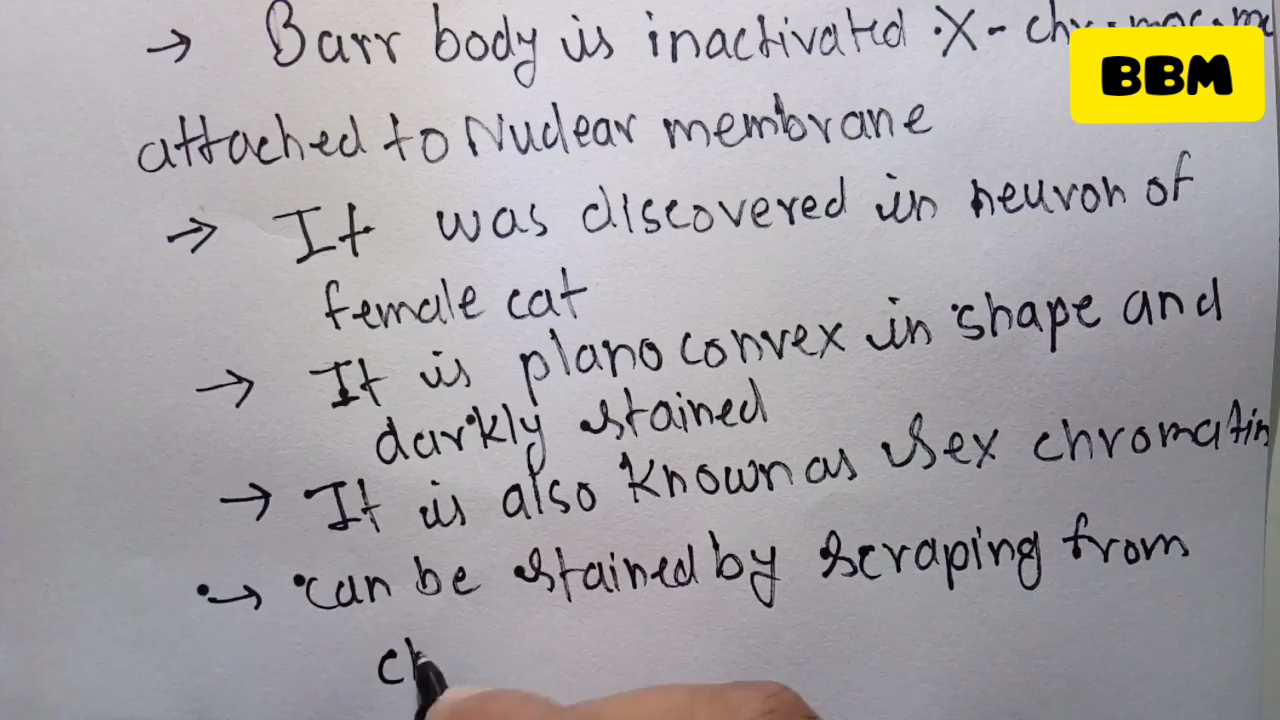 → Barr body is inactivated X-
BBM
attached to Nuclear membrane
→ It was discovered in neuron of
female cat
→ It is plano convex in shape and
darkly stained
→ It is also known as sex chromatin
→ can be stained by scraping from
ch